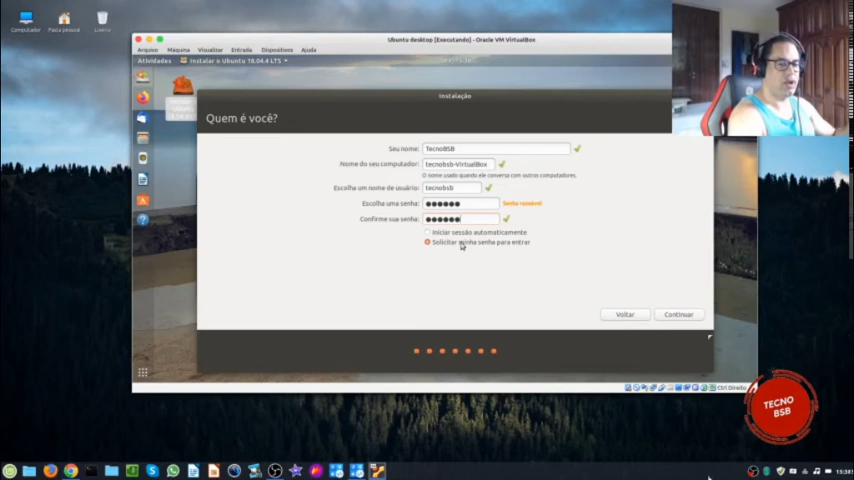 Computador
Pasta pessoal
Lixeira
Ubuntu desktop [Executando] - Oracle VM VirtualBox
Arquivo Máquina Visualizar Entrada Dispositivos Ajuda
Atividades
Instalar o Ubuntu 18.04.4 LTS
Instalação
Quem é você?
Seu nome: TecnoBSB
Nome do seu computador: tecnobsb-VirtualBox
O nome usado quando ele conversa com outros computadores.
Escolha um nome de usuário: tecnobsb
Escolha uma senha: Senha razoável
Confirme sua senha:
Iniciar sessão automaticamente
Solicitar minha senha para entrar
Voltar Continuar
Ctrl Direito
TECNO
BSB